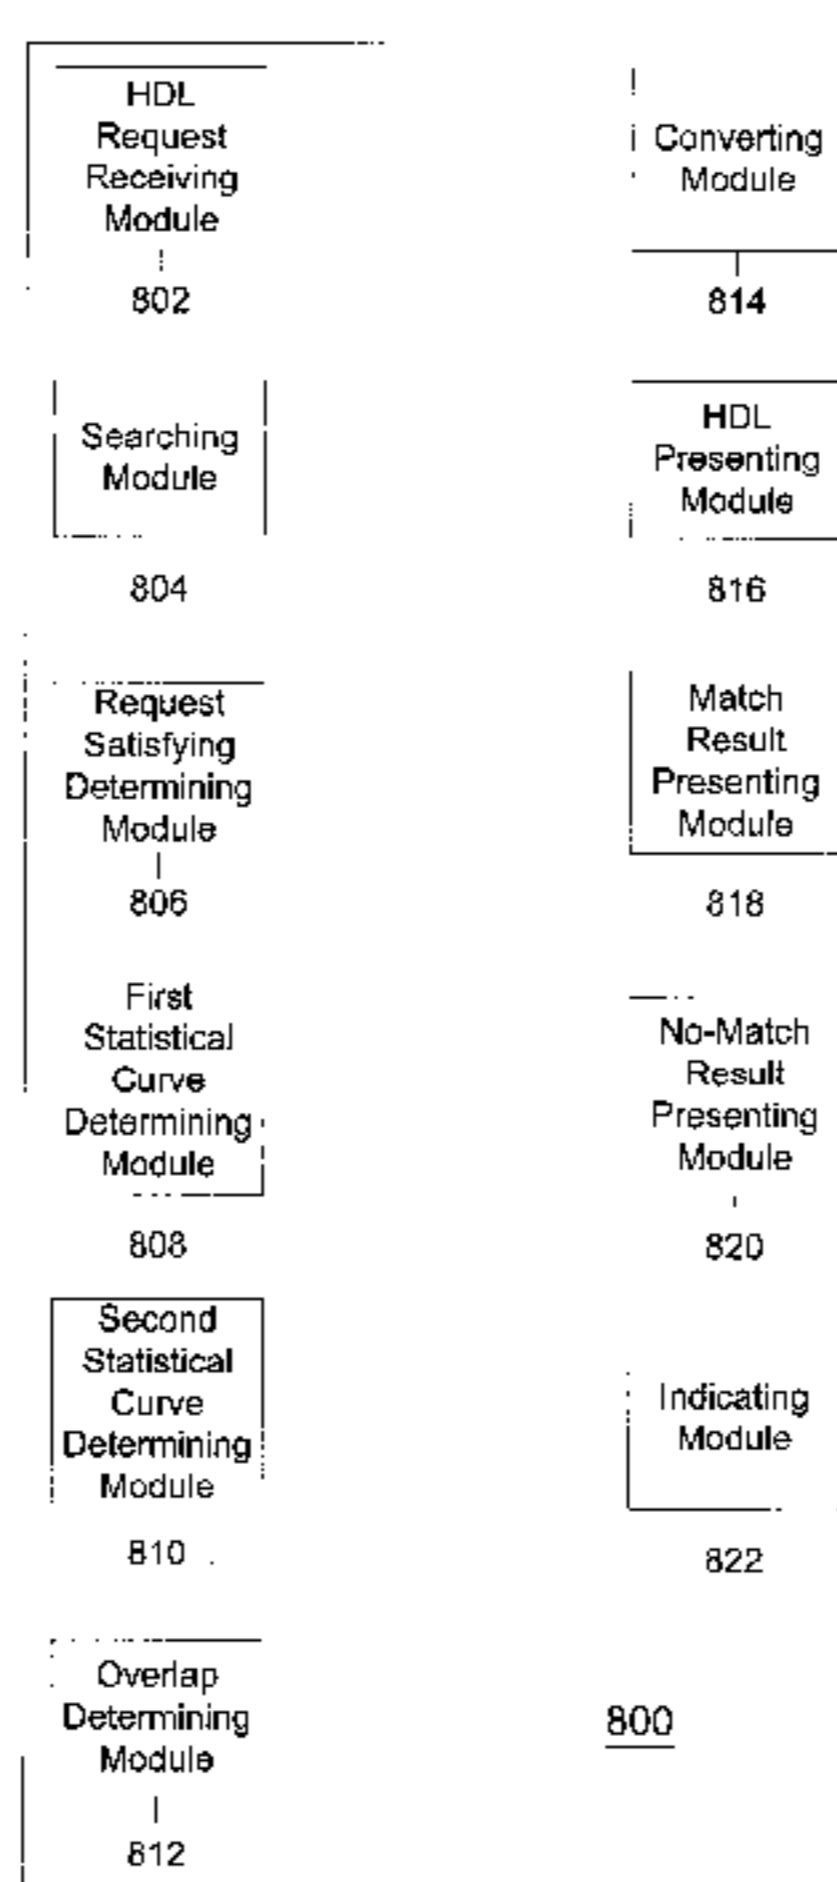 HDL
Request
Receiving
Module
802
Searching
Module
804
Request
Satisfying
Determining
Module
806
First
Statistical
Curve
Determining
Module
808
Second
Statistical
Curve
Determining
Module
810
Overlap
Determining
Module
812
Converting
Module
814
HDL
Presenting
Module
816
Match
Result
Presenting
Module
818
No-Match
Result
Presenting
Module
820
Indicating
Module
822
800